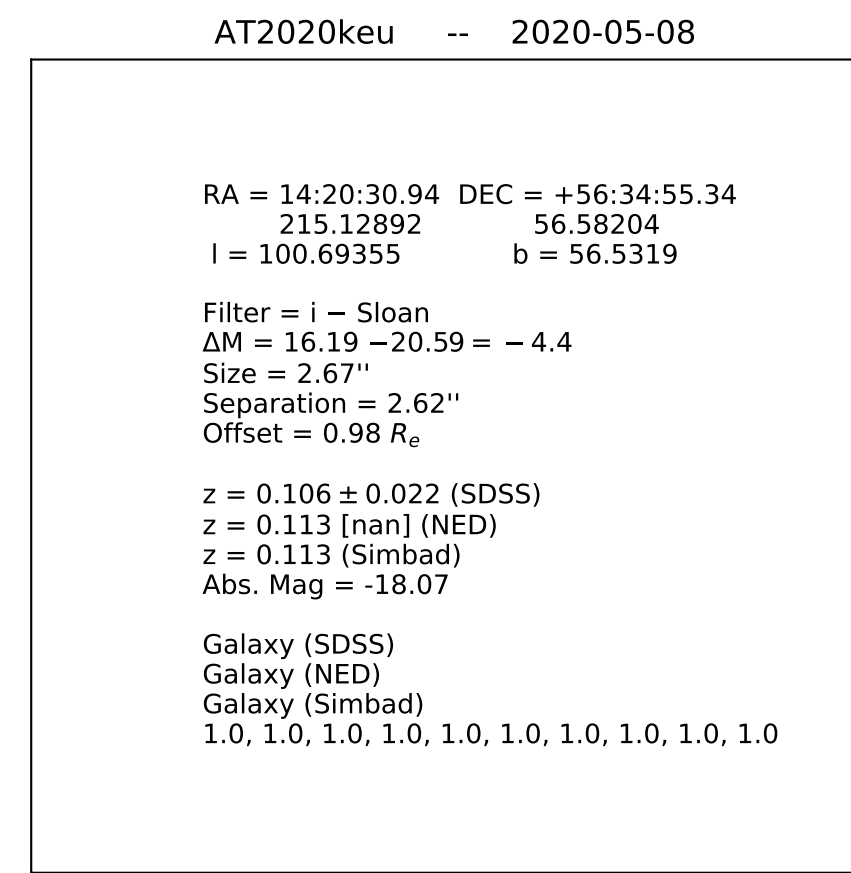 AT2020keu -- 2020-05-08
RA = 14:20:30.94 DEC = +56:34:55.34
215.12892 56.58204
l = 100.69355 b = 56.5319
Filter = i − Sloan
ΔM = 16.19 −20.59 = − 4.4
Size = 2.67''
Separation = 2.62''
Offset = 0.98 Rₑ
z = 0.106 ± 0.022 (SDSS)
z = 0.113 [nan] (NED)
z = 0.113 (Simbad)
Abs. Mag = -18.07
Galaxy (SDSS)
Galaxy (NED)
Galaxy (Simbad)
1.0, 1.0, 1.0, 1.0, 1.0, 1.0, 1.0, 1.0, 1.0, 1.0